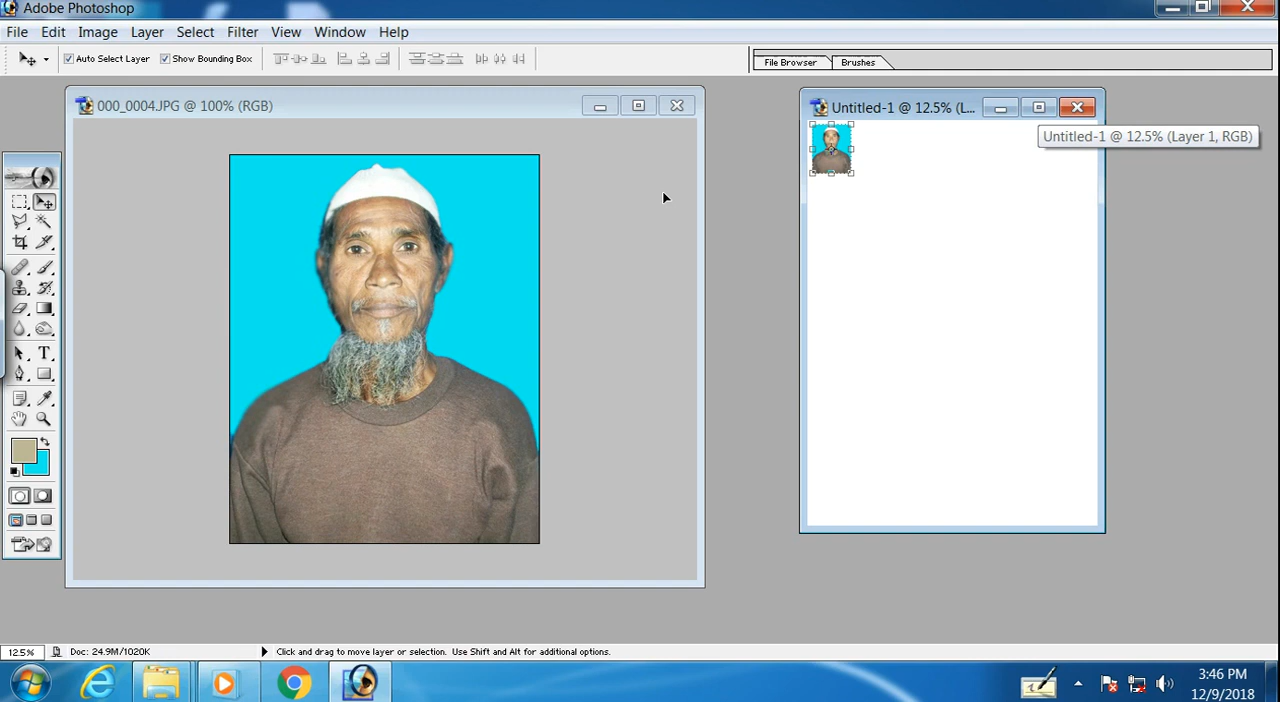 Adobe Photoshop
File Edit Image Layer Select Filter View Window Help
Auto Select Layer Show Bounding Box File Browser Brushes
000_0004.JPG @ 100% (RGB)
Untitled-1 @ 12.5% (L...
Untitled-1 @ 12.5% (Layer 1, RGB)
T
12.5% Doc: 24.9M/1020K Click and drag to move layer or selection. Use Shift and Alt for additional options.
3:46 PM
12/9/2018